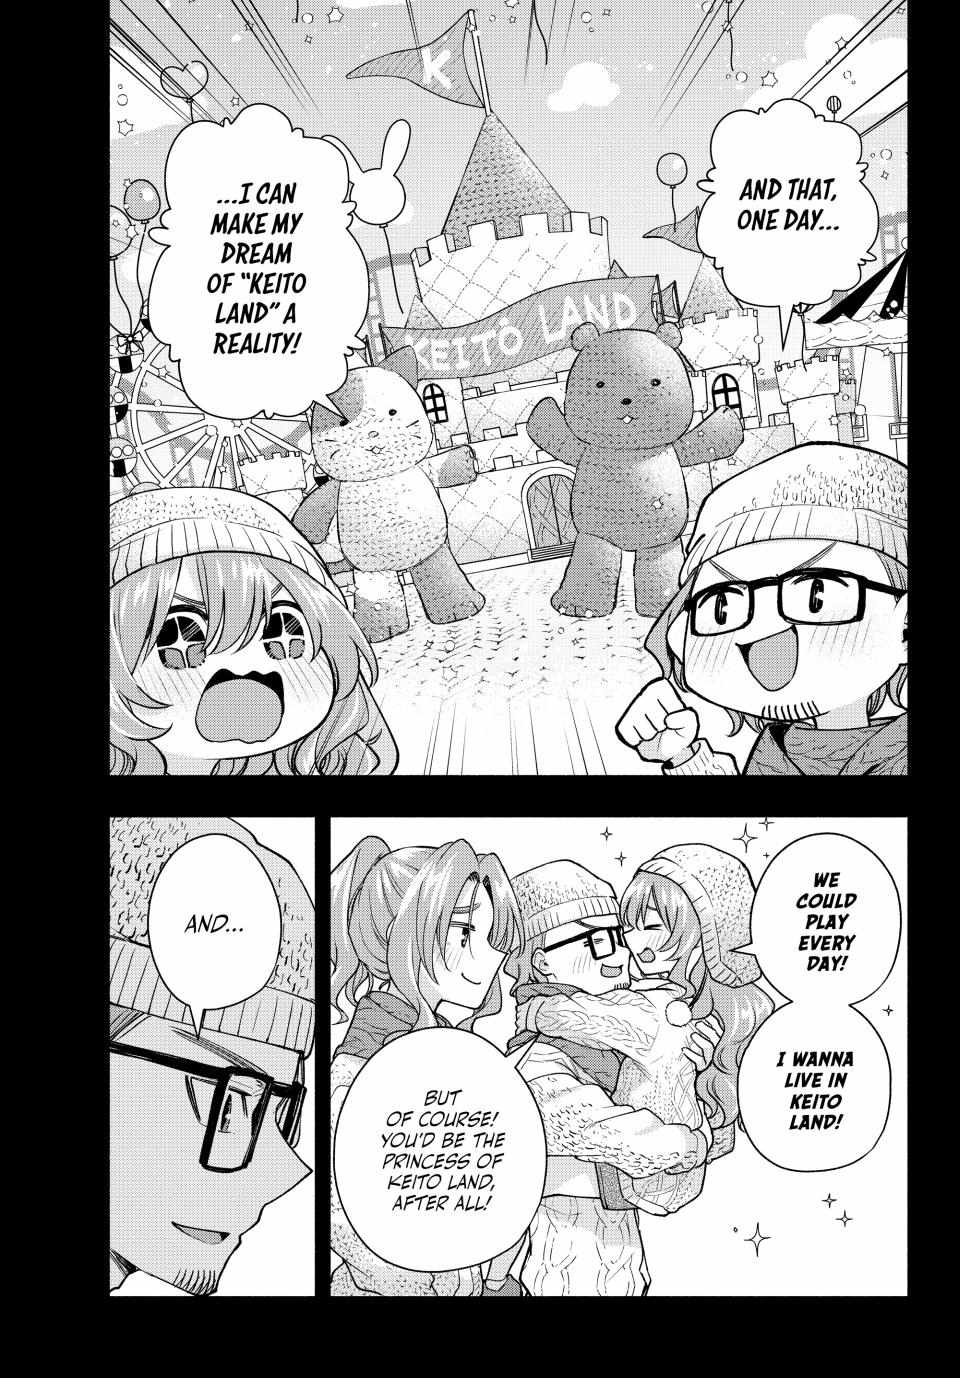 K
AND THAT,
ONE DAY...
...I CAN
MAKE MY
DREAM
OF "KEITO
LAND" A
REALITY!
KEITO LAND
WE
COULD
PLAY
EVERY
DAY!
I WANNA
LIVE IN
KEITO
LAND!
BUT
OF COURSE!
YOU'D BE THE
PRINCESS OF
KEITO LAND,
AFTER ALL!
AND...